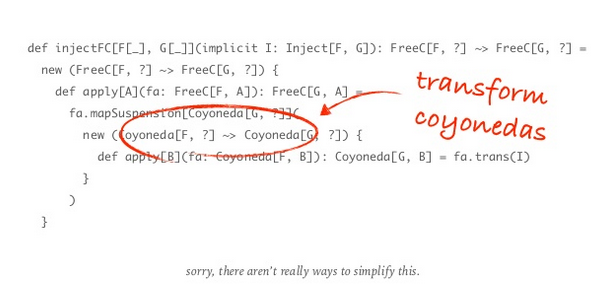 def injectFC[F[_], G[_]](implicit I: Inject[F, G]): FreeC[F, ?] ~> FreeC[G, ?] =
new (FreeC[F, ?] ~> FreeC[G, ?]) {
def apply[A](fa: FreeC[F, A]): FreeC[G, A] =
fa.mapSuspension[Coyoneda[G, ?]](
new (Coyoneda[F, ?] ~> Coyoneda[G, ?]) {
def apply[B](fa: Coyoneda[F, B]): Coyoneda[G, B] = fa.trans(I)
}
)
}
transform
coyonedas
sorry, there aren't really ways to simplify this.